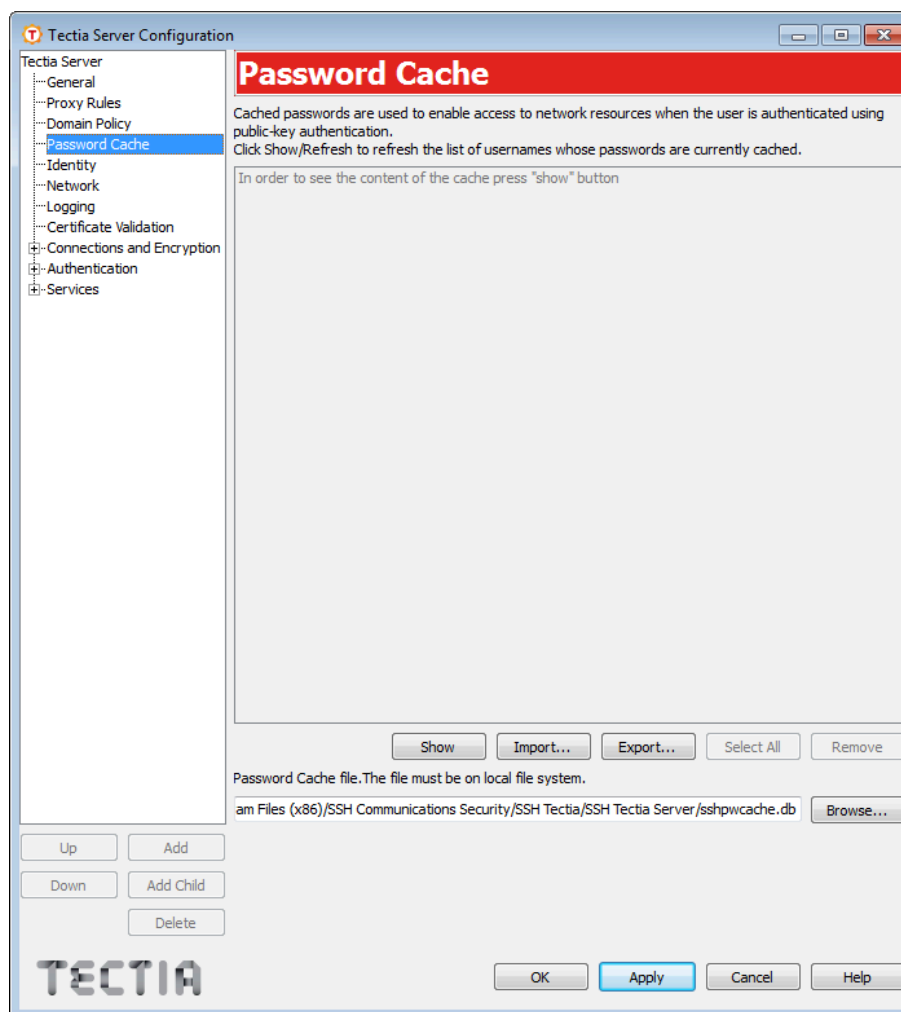 Tectia Server Configuration
Tectia Server
General
Proxy Rules
Domain Policy
Password Cache
Identity
Network
Logging
Certificate Validation
Connections and Encryption
Authentication
Services
Password Cache
Cached passwords are used to enable access to network resources when the user is authenticated using
public-key authentication.
Click Show/Refresh to refresh the list of usernames whose passwords are currently cached.
In order to see the content of the cache press "show" button
Show Import... Export... Select All Remove
Password Cache file.The file must be on local file system.
am Files (x86)/SSH Communications Security/SSH Tectia/SSH Tectia Server/sshpwcache.db Browse...
Up Add
Down Add Child
Delete
TECTIA
OK Apply Cancel Help